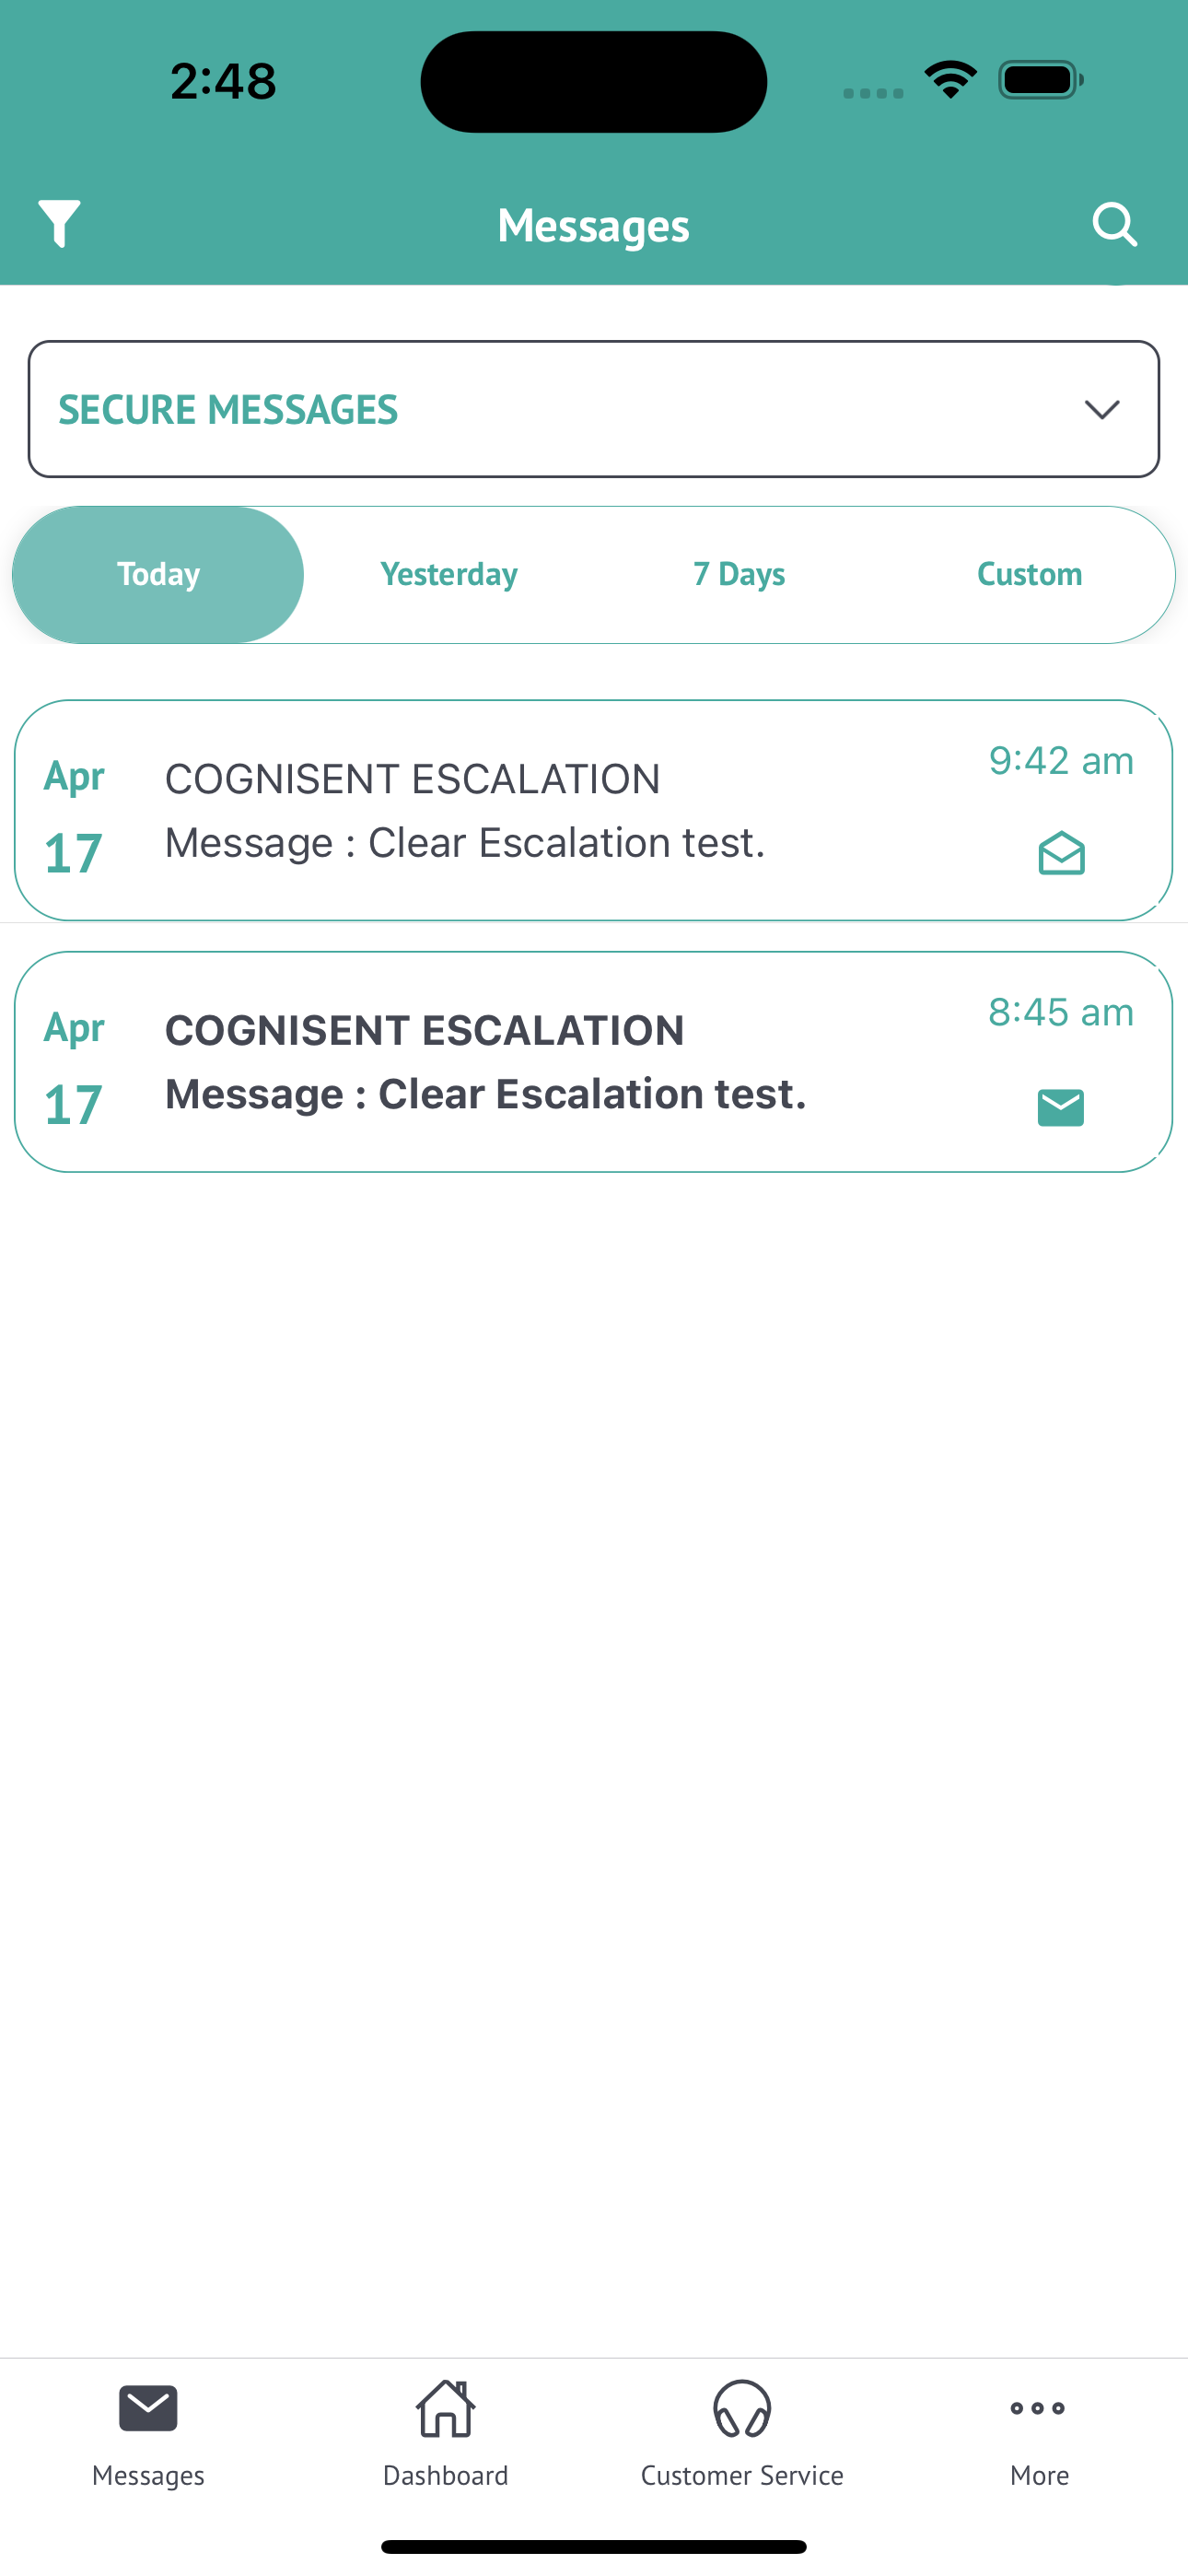 2:48
Messages
SECURE MESSAGES
Today Yesterday 7 Days Custom
Apr 17
COGNISENT ESCALATION
Message : Clear Escalation test.
9:42 am
Apr 17
COGNISENT ESCALATION
Message : Clear Escalation test.
8:45 am
Messages Dashboard Customer Service More